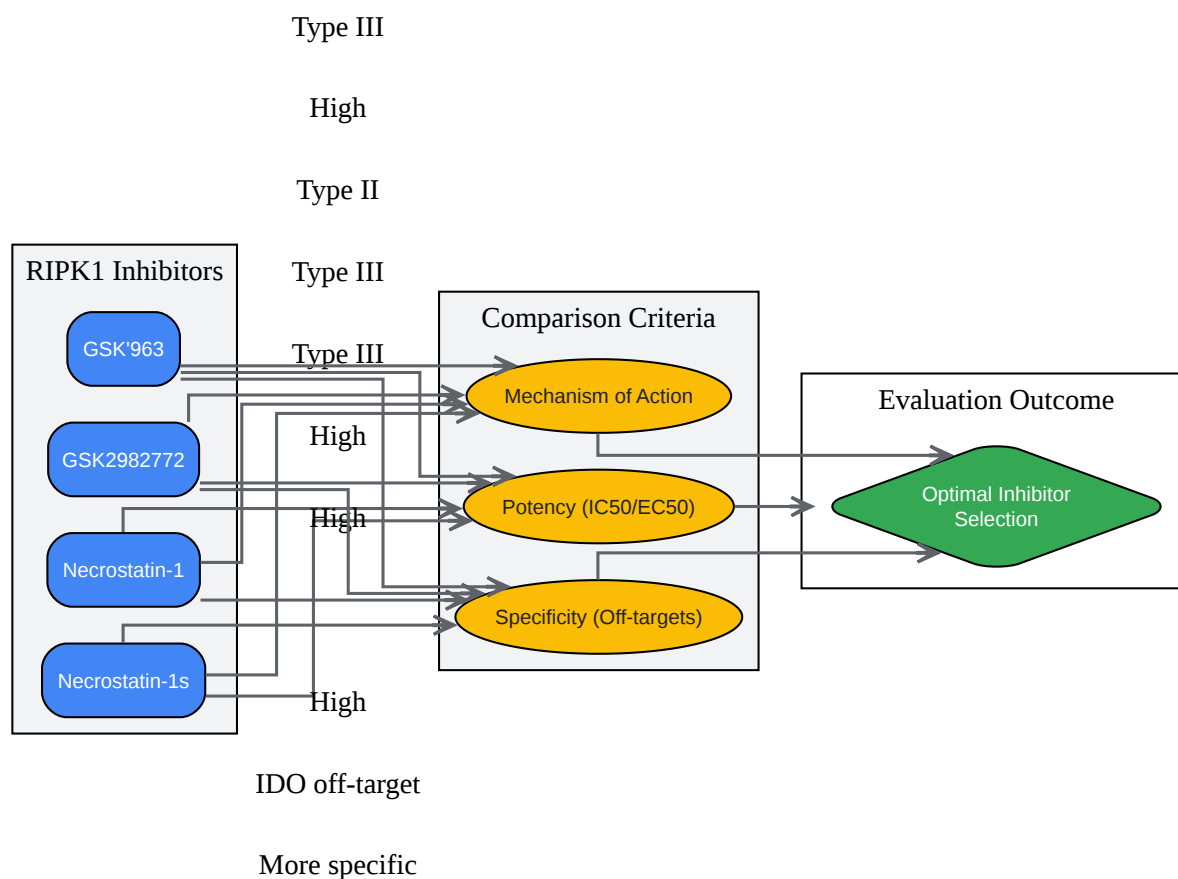 Type III
High
Type II
RIPK1 Inhibitors
Type III
GSK'963
Type III
Comparison Criteria
Mechanism of Action
Evaluation Outcome
GSK2982772
High
Potency (IC50/EC50)
Optimal Inhibitor
Selection
High
Necrostatin-1
Specificity (Off-targets)
Necrostatin-1s
High
IDO off-target
More specific